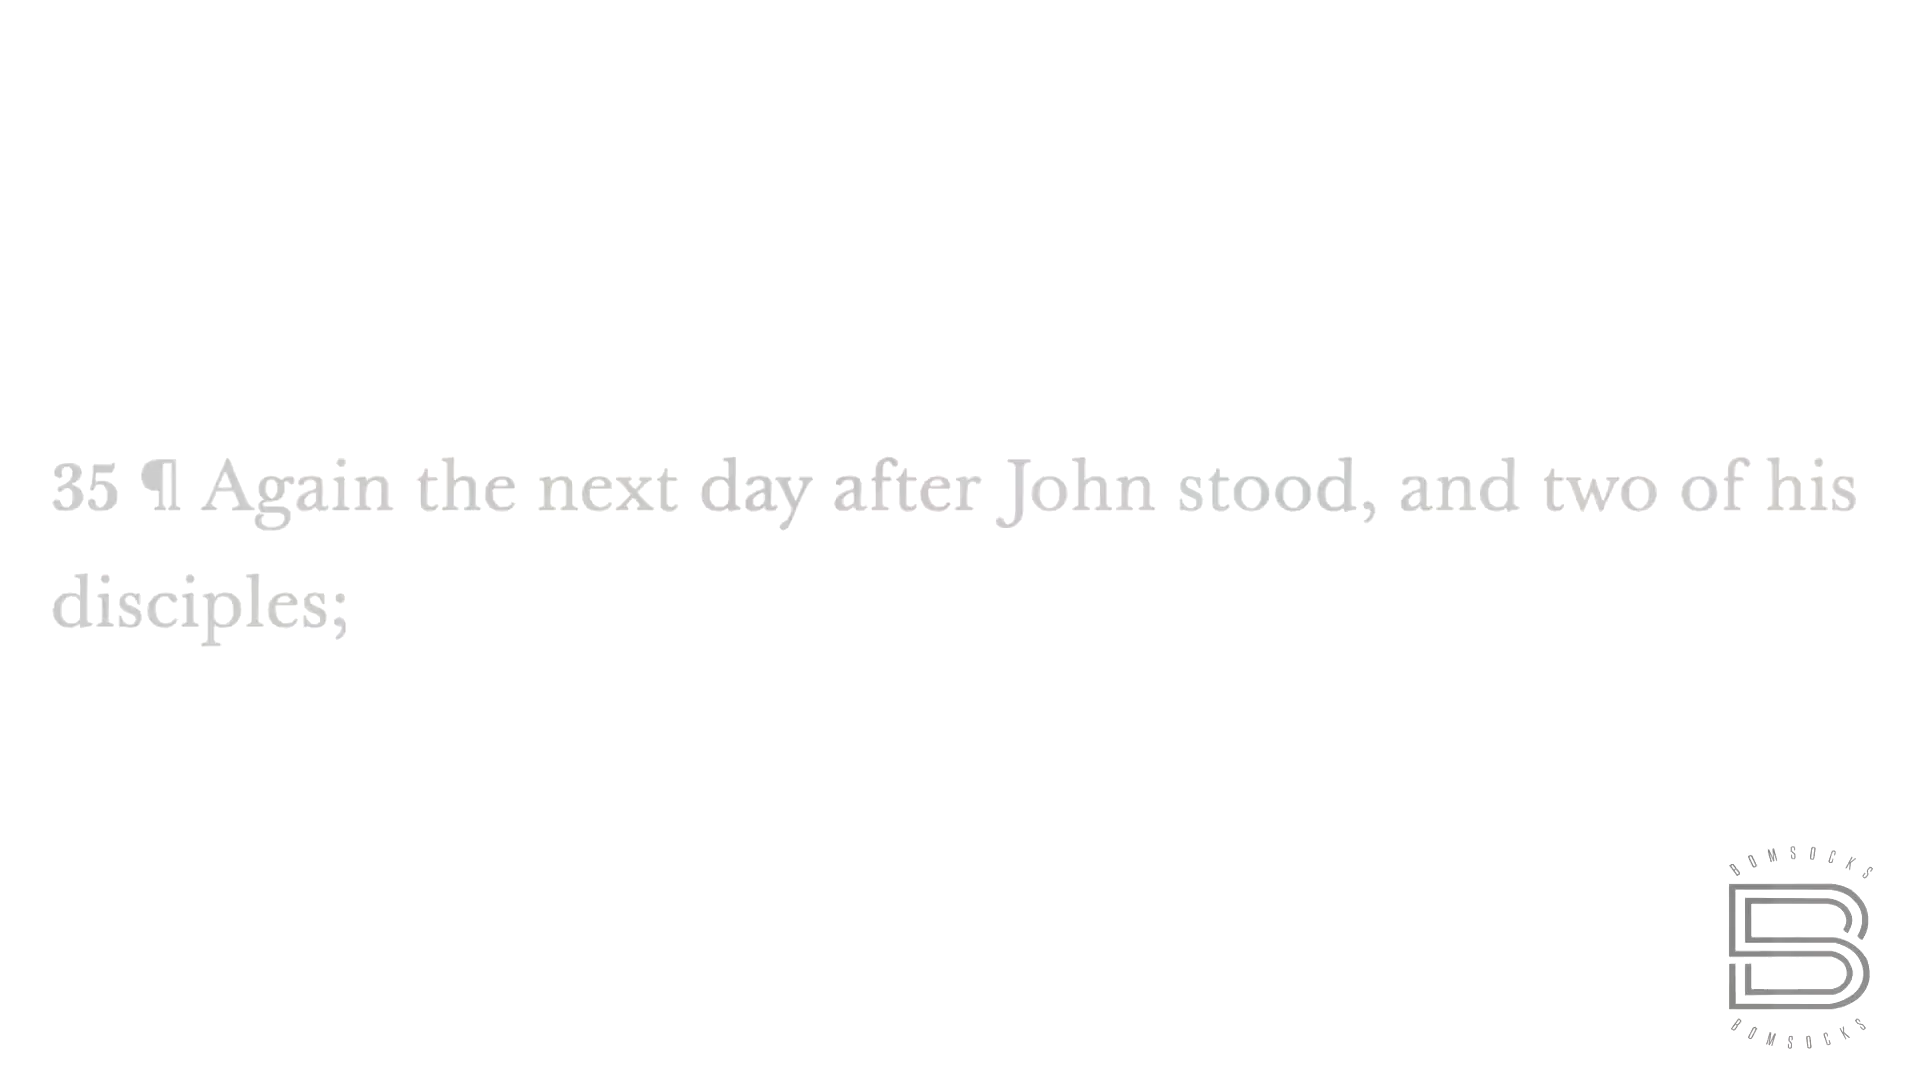 35 ¶ Again the next day after John stood, and two of his
disciples;
BOMSOCKS
BOMSOCKS